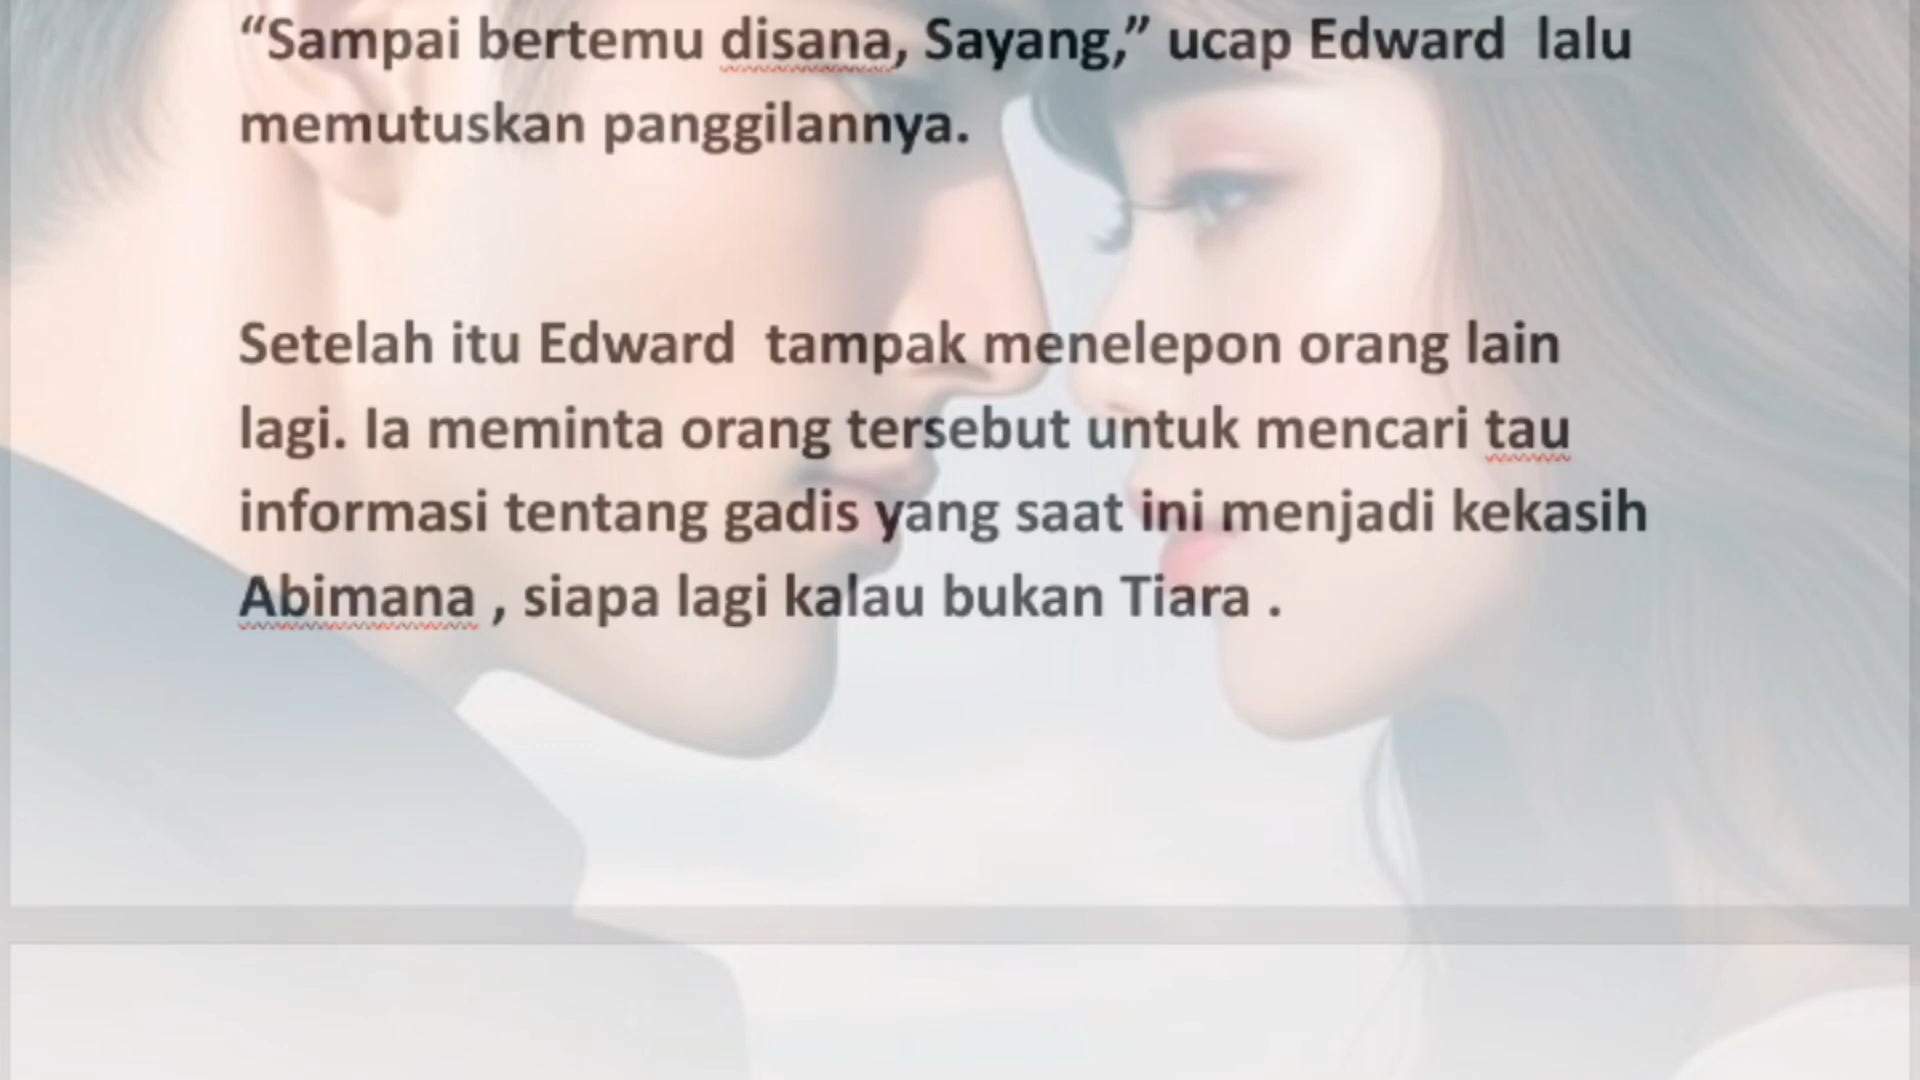 “Sampai bertemu disana, Sayang,” ucap Edward  lalu
memutuskan panggilannya.
Setelah itu Edward  tampak menelepon orang lain
lagi. Ia meminta orang tersebut untuk mencari tau
informasi tentang gadis yang saat ini menjadi kekasih
Abimana , siapa lagi kalau bukan Tiara .